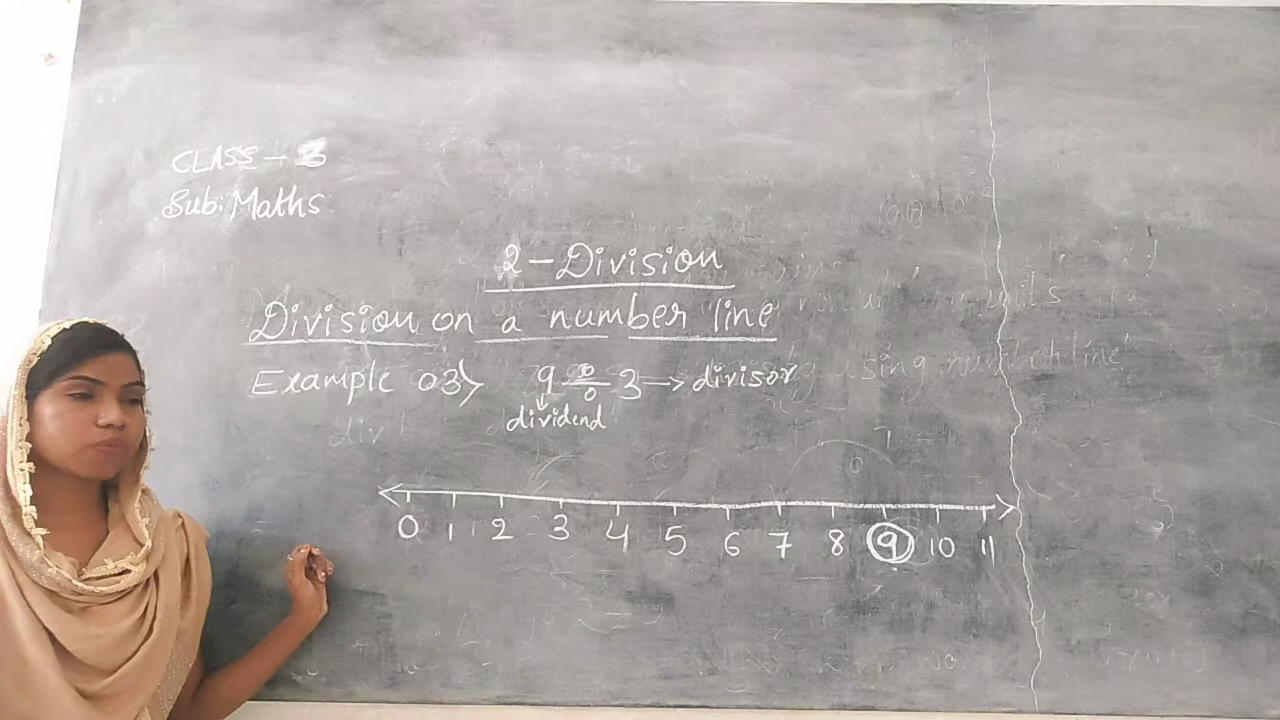 CLASS - 3
Sub: Maths
2 - Division
Division on a number line
Example 03> 9 ÷ 3 → divisor
dividend
0 1 2 3 4 5 6 7 8 9 10 11